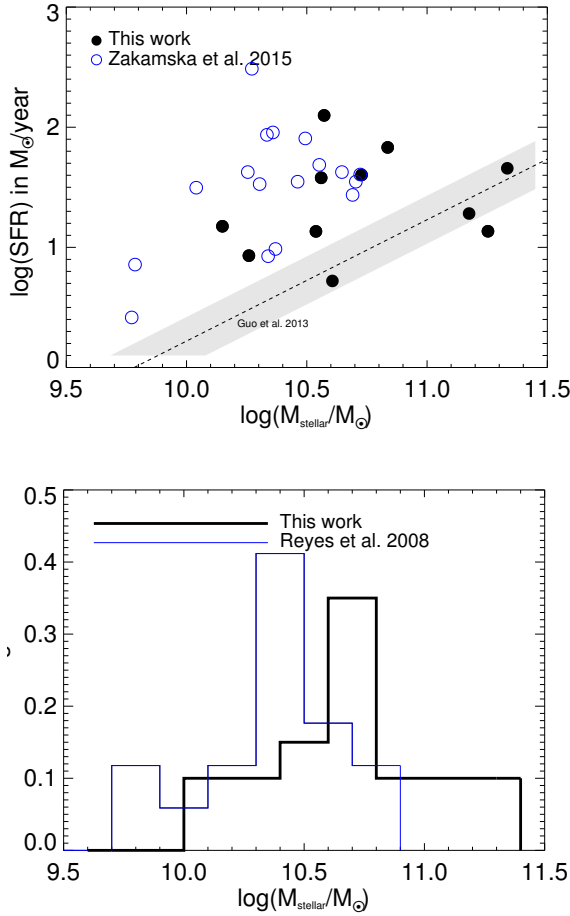 3
This work
Zakamska et al. 2015
2
log(SFR) in M⊙/year
1
Guo et al. 2013
0
9.5 10.0 10.5 11.0 11.5
log(Mstellar/M⊙)
0.5
This work
Reyes et al. 2008
0.4
0.3
0.2
0.1
0.0
9.5 10.0 10.5 11.0 11.5
log(Mstellar/M⊙)